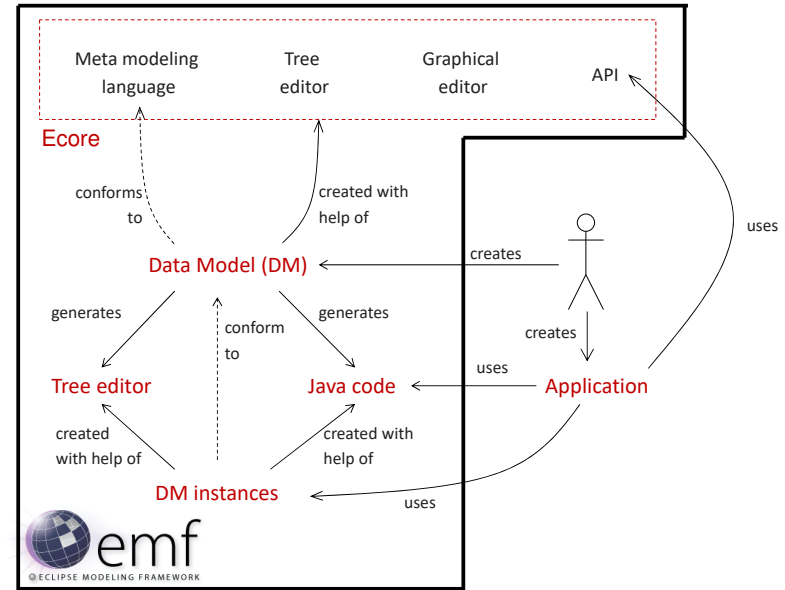 Meta modeling
language
Tree
editor
Graphical
editor
API
Ecore
conforms
to
created with
help of
uses
Data Model (DM)
creates
generates
conform
to
generates
creates
Tree editor
Java code
uses
Application
created
with help of
created with
help of
DM instances
uses
emf
ECLIPSE MODELING FRAMEWORK